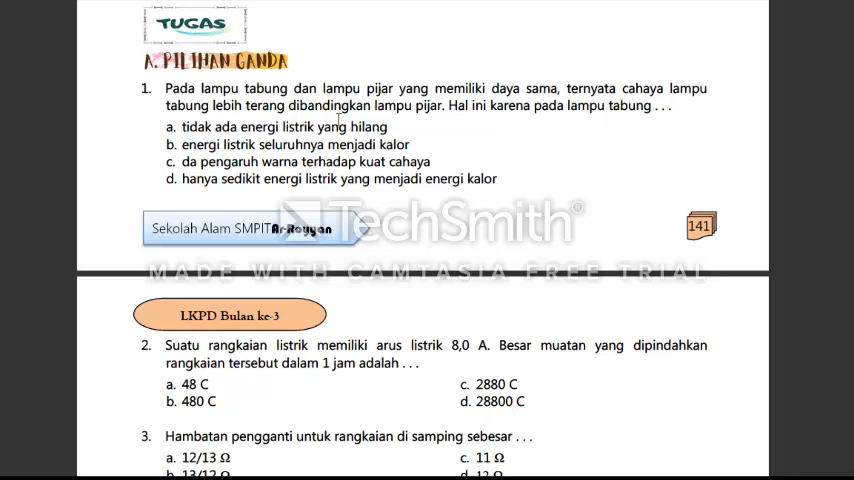 TUGAS
A. PILIHAN GANDA
1. Pada lampu tabung dan lampu pijar yang memiliki daya sama, ternyata cahaya lampu
tabung lebih terang dibandingkan lampu pijar. Hal ini karena pada lampu tabung . . .
a. tidak ada energi listrik yang hilang
b. energi listrik seluruhnya menjadi kalor
c. da pengaruh warna terhadap kuat cahaya
d. hanya sedikit energi listrik yang menjadi energi kalor
Sekolah Alam SMPIT Ar-Royyan
TechSmith®
141
MADE WITH CAMTASIA FREE TRIAL
LKPD Bulan ke-3
2. Suatu rangkaian listrik memiliki arus listrik 8,0 A. Besar muatan yang dipindahkan
rangkaian tersebut dalam 1 jam adalah . . .
a. 48 C
c. 2880 C
b. 480 C
d. 28800 C
3. Hambatan pengganti untuk rangkaian di samping sebesar . . .
a. 12/13 Ω
c. 11 Ω
b. 13/12 Ω
d. 12 Ω